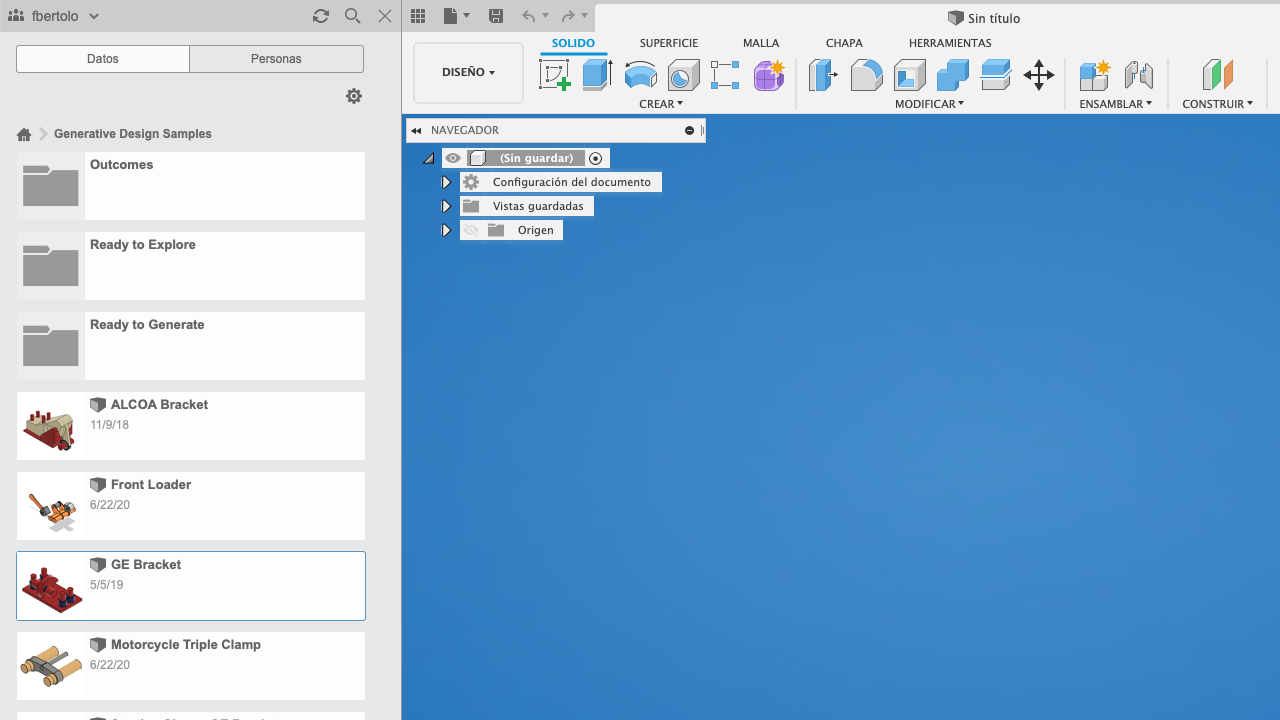 fbertolo
Datos
Personas
Generative Design Samples
Outcomes
Ready to Explore
Ready to Generate
ALCOA Bracket
11/9/18
Front Loader
6/22/20
GE Bracket
5/5/19
Motorcycle Triple Clamp
6/22/20
Sin título
DISEÑO
SOLIDO
SUPERFICIE
MALLA
CHAPA
HERRAMIENTAS
CREAR
MODIFICAR
ENSAMBLAR
CONSTRUIR
NAVEGADOR
(Sin guardar)
Configuración del documento
Vistas guardadas
Origen